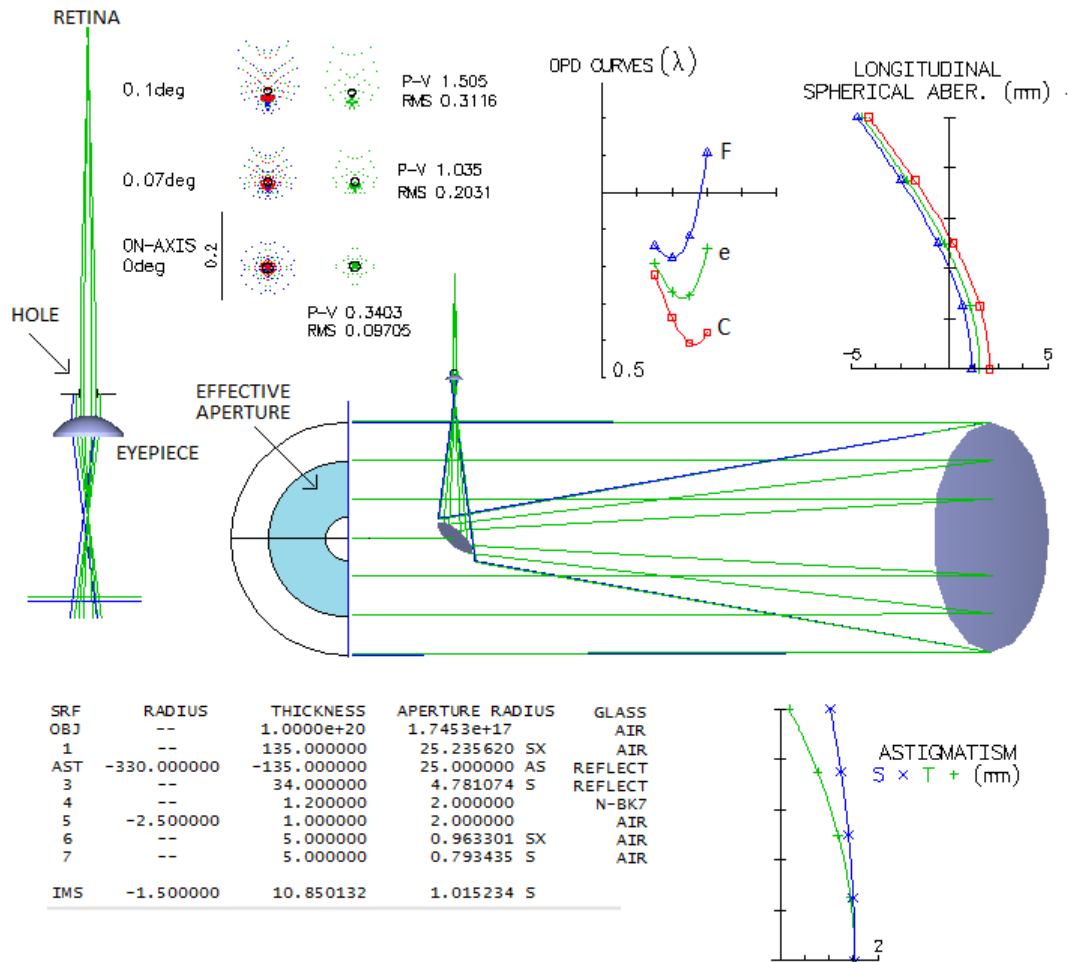 RETINA
0.1deg
P-V 1.505
RMS 0.3116
0.07deg
P-V 1.035
RMS 0.2031
ON-AXIS
0deg
0.2
P-V 0.3403
RMS 0.09705
HOLE
EYEPIECE
EFFECTIVE
APERTURE
OPD CURVES (λ)
F
e
C
0.5
LONGITUDINAL
SPHERICAL ABER. (mm)
-5 5
SRF RADIUS THICKNESS APERTURE RADIUS GLASS
OBJ -- 1.0000e+20 1.7453e+17 AIR
1 -- 135.000000 25.235620 SX AIR
AST -330.000000 -135.000000 25.000000 AS REFLECT
3 -- 34.000000 4.781074 S REFLECT
4 -- 1.200000 2.000000 N-BK7
5 -2.500000 1.000000 2.000000 AIR
6 -- 5.000000 0.963301 SX AIR
7 -- 5.000000 0.793435 S AIR
IMS -1.500000 10.850132 1.015234 S
ASTIGMATISM
S × T + (mm)
2